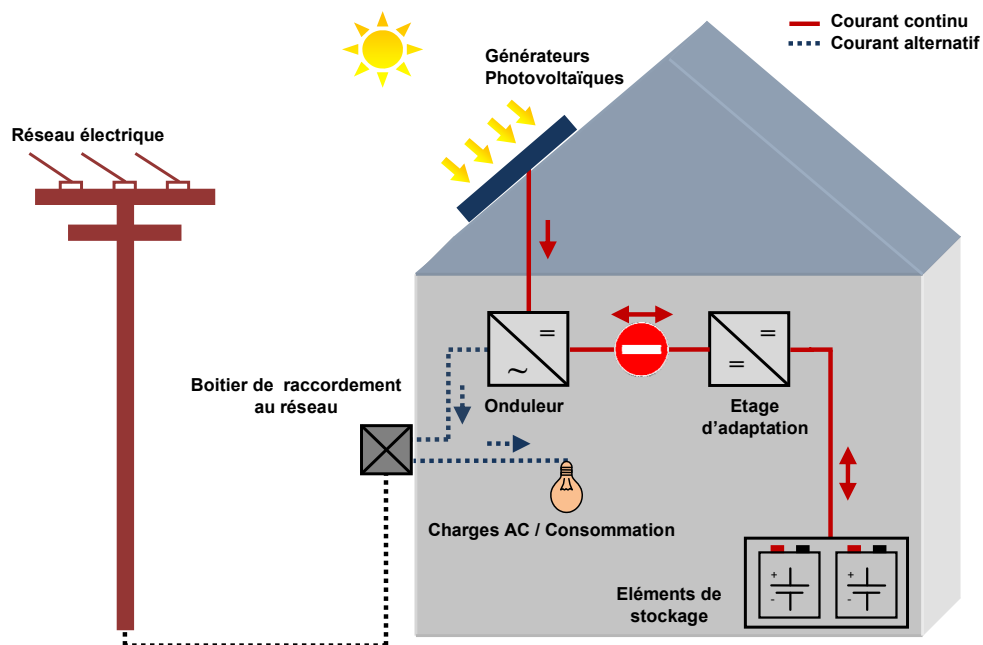 Courant continu
Courant alternatif
Générateurs
Photovoltaïques
Réseau électrique
Boitier de raccordement
au réseau
Onduleur
Etage
d'adaptation
Charges AC / Consommation
Eléments de
stockage